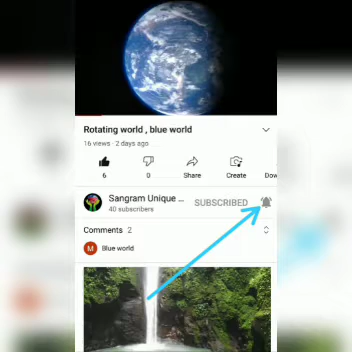 Rotating world , blue world
16 views · 2 days ago
6 0 Share Create Dow
Sangram Unique ... SUBSCRIBED
40 subscribers
Comments 2
M Blue world